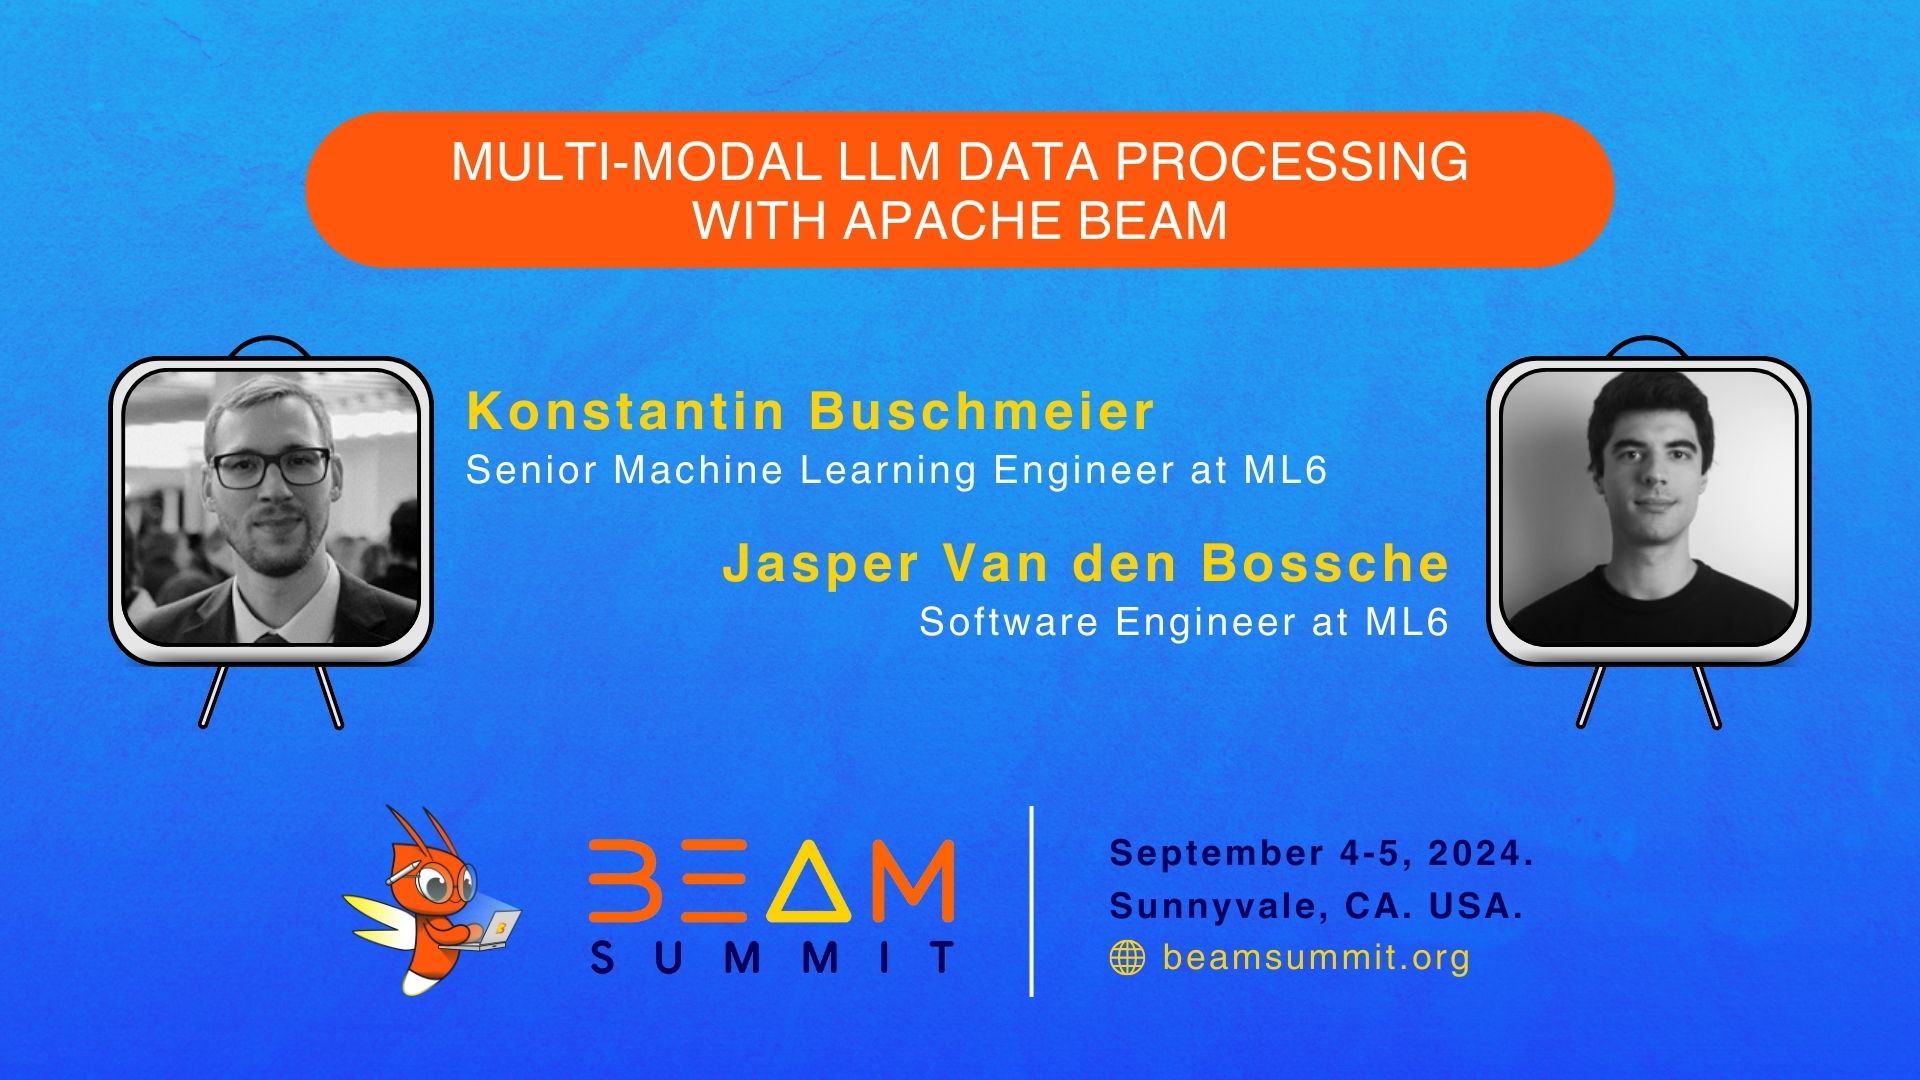 MULTI-MODAL LLM DATA PROCESSING
WITH APACHE BEAM
Konstantin Buschmeier
Senior Machine Learning Engineer at ML6
Jasper Van den Bossche
Software Engineer at ML6
BEAM
SUMMIT
September 4-5, 2024.
Sunnyvale, CA. USA.
beamsummit.org